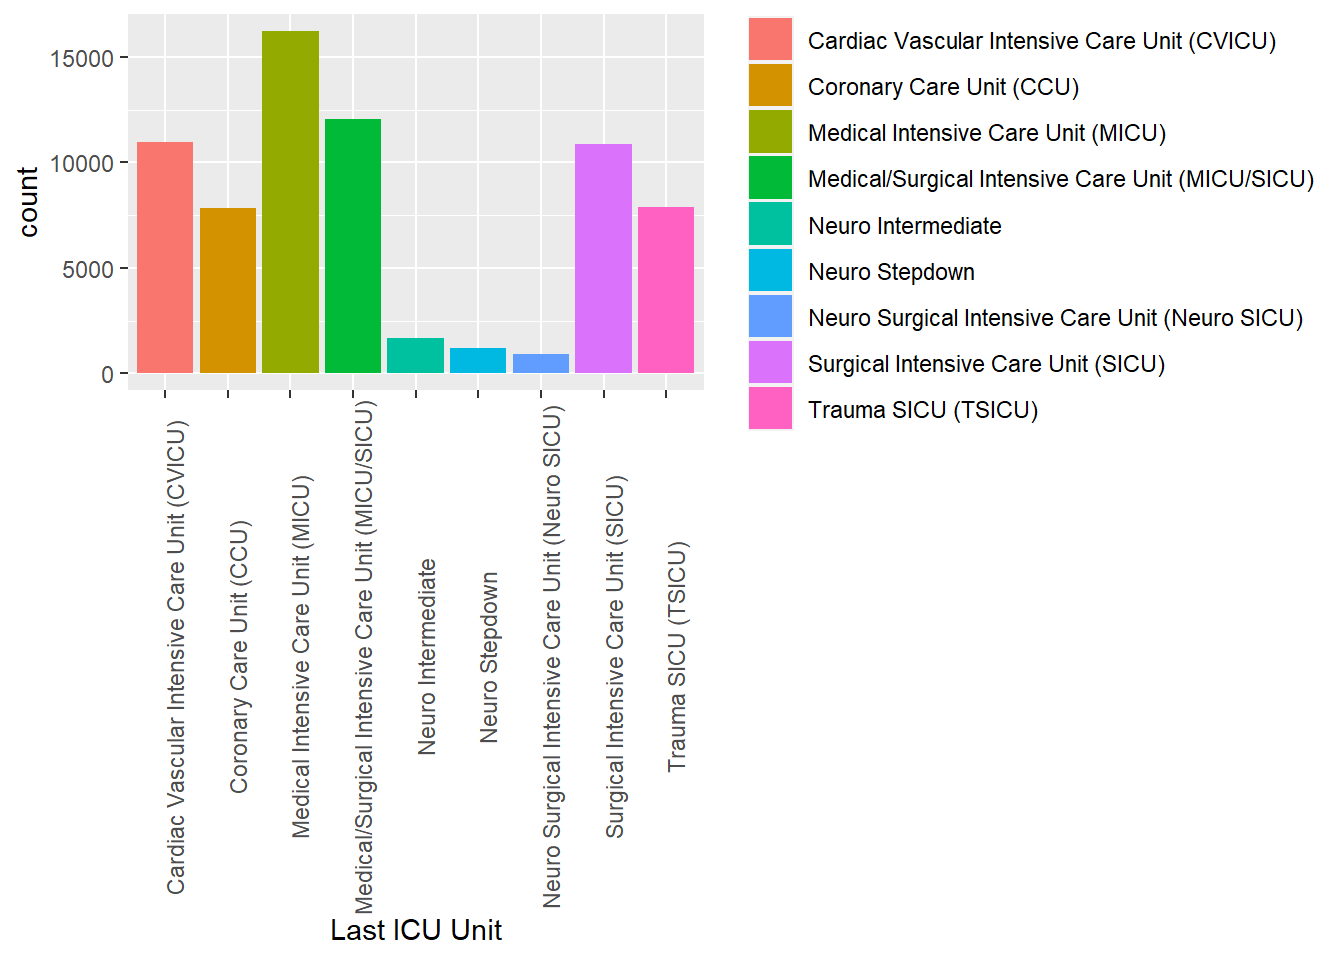 count
15000
10000
5000
0
Cardiac Vascular Intensive Care Unit (CVICU)
Coronary Care Unit (CCU)
Medical Intensive Care Unit (MICU)
Medical/Surgical Intensive Care Unit (MICU/SICU)
Neuro Intermediate
Neuro Stepdown
Neuro Surgical Intensive Care Unit (Neuro SICU)
Surgical Intensive Care Unit (SICU)
Trauma SICU (TSICU)
Last ICU Unit
Cardiac Vascular Intensive Care Unit (CVICU)
Coronary Care Unit (CCU)
Medical Intensive Care Unit (MICU)
Medical/Surgical Intensive Care Unit (MICU/SICU)
Neuro Intermediate
Neuro Stepdown
Neuro Surgical Intensive Care Unit (Neuro SICU)
Surgical Intensive Care Unit (SICU)
Trauma SICU (TSICU)